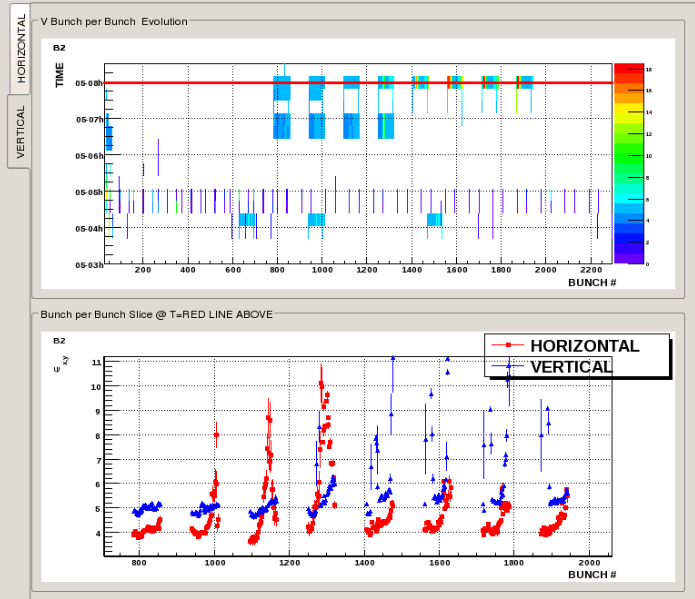 HORIZONTAL
VERTICAL
V Bunch per Bunch Evolution
B2
TIME
05-08h
05-07h
05-06h
05-05h
05-04h
05-03h
200 400 600 800 1000 1200 1400 1600 1800 2000 2200
BUNCH #
18
16
14
12
10
8
6
4
2
0
Bunch per Bunch Slice @ T=RED LINE ABOVE
B2
ϵ x,y
HORIZONTAL
VERTICAL
11
10
9
8
7
6
5
4
800 1000 1200 1400 1600 1800 2000
BUNCH #